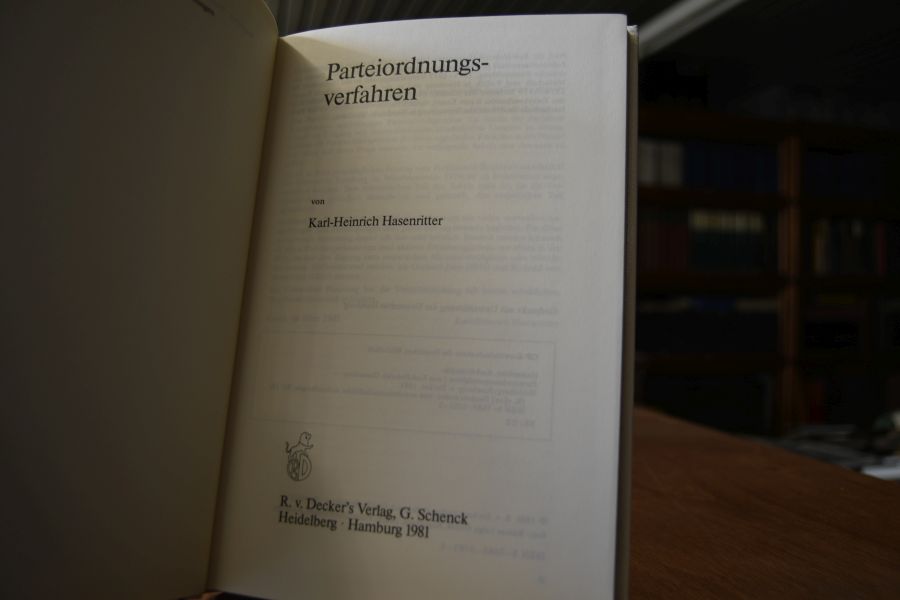 Parteiordnungs-
verfahren
von
Karl-Heinrich Hasenritter
R. v. Decker's Verlag, G. Schenck
Heidelberg · Hamburg 1981